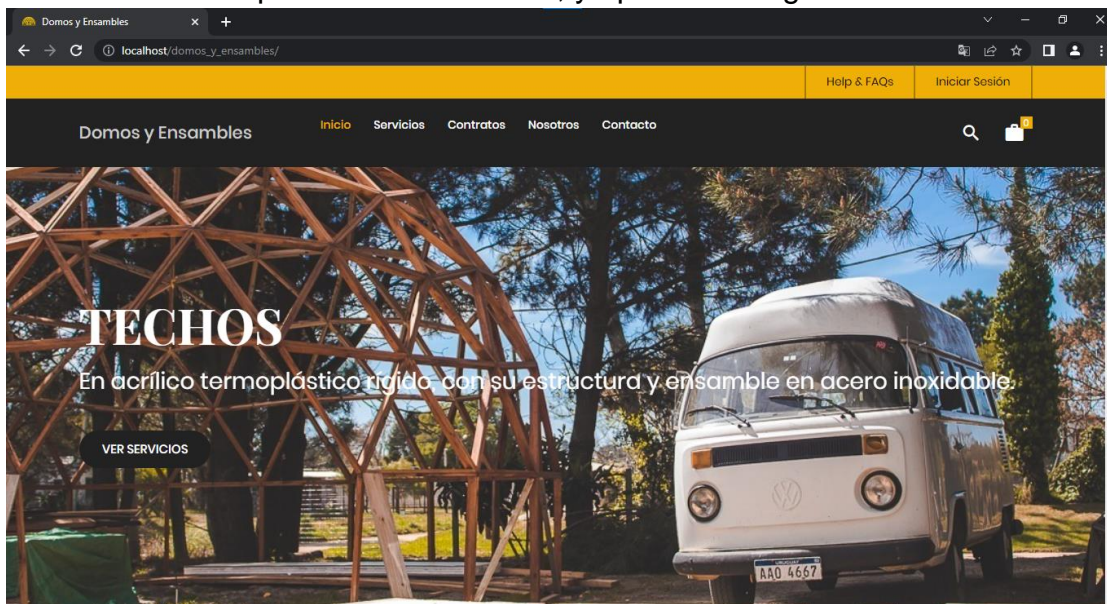 Domos y Ensambles
localhost/domos_y_ensambles/
Help & FAQs
Iniciar Sesión
Domos y Ensambles
Inicio
Servicios
Contratos
Nosotros
Contacto
0
TECHOS
En acrílico termoplástico rígido, con su estructura y ensamble en acero inoxidable.
VER SERVICIOS
URUGUAY
AAO 4667